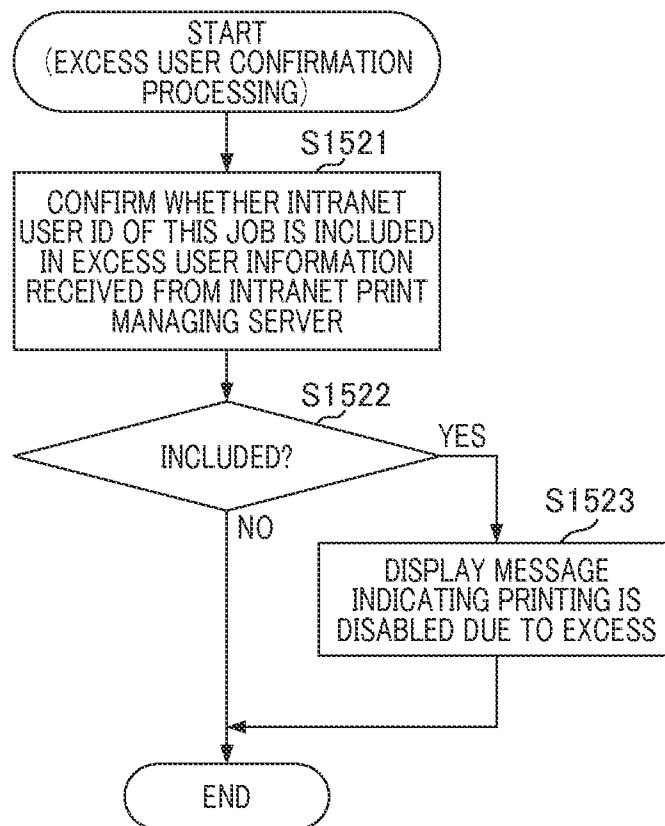 START
(EXCESS USER CONFIRMATION
PROCESSING)
S1521
CONFIRM WHETHER INTRANET
USER ID OF THIS JOB IS INCLUDED
IN EXCESS USER INFORMATION
RECEIVED FROM INTRANET PRINT
MANAGING SERVER
S1522
INCLUDED?
YES
NO
S1523
DISPLAY MESSAGE
INDICATING PRINTING IS
DISABLED DUE TO EXCESS
END